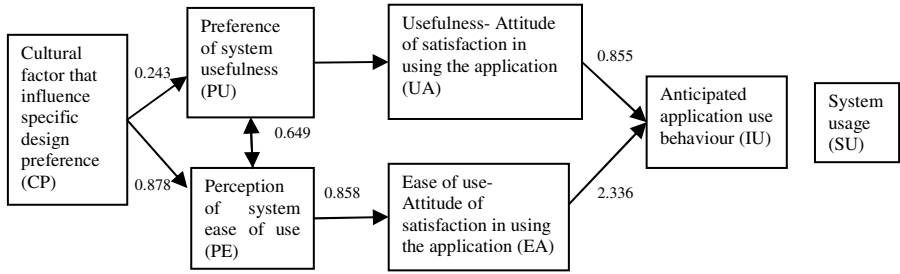 Cultural
factor that
influence
specific
design
preference
(CP)
0.243
0.878
Preference
of system
usefulness
(PU)
0.649
Perception
of system
ease of use
(PE)
0.858
Usefulness- Attitude
of satisfaction in
using the application
(UA)
Ease of use-
Attitude of
satisfaction in using
the application (EA)
0.855
2.336
Anticipated
application use
behaviour (IU)
System
usage
(SU)